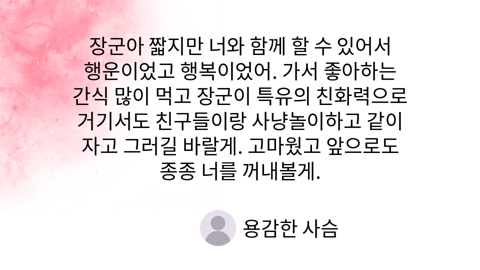 장군아 짧지만 너와 함께 할 수 있어서
행운이었고 행복이었어. 가서 좋아하는
간식 많이 먹고 장군이 특유의 친화력으로
거기서도 친구들이랑 사냥놀이하고 같이
자고 그러길 바랄게. 고마웠고 앞으로도
종종 너를 꺼내볼게.
용감한 사슴